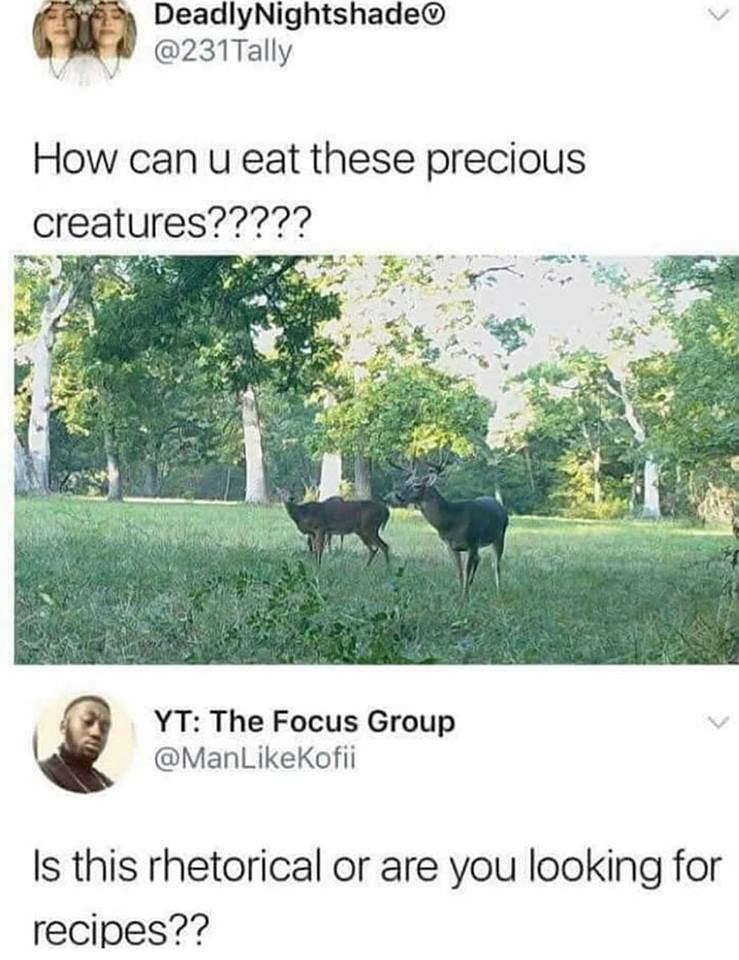 DeadlyNightshadeⓥ
@231Tally
How can u eat these precious
creatures?????
YT: The Focus Group
@ManLikeKofii
Is this rhetorical or are you looking for
recipes??